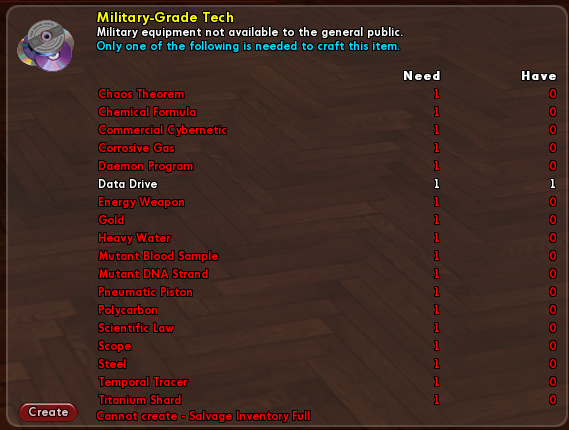 Military-Grade Tech
Military equipment not available to the general public.
Only one of the following is needed to craft this item.
Need Have
Chaos Theorem 1 0
Chemical Formula 1 0
Commercial Cybernetic 1 0
Corrosive Gas 1 0
Daemon Program 1 0
Data Drive 1 1
Energy Weapon 1 0
Gold 1 0
Heavy Water 1 0
Mutant Blood Sample 1 0
Mutant DNA Strand 1 0
Pneumatic Piston 1 0
Polycarbon 1 0
Scientific Law 1 0
Scope 1 0
Steel 1 0
Temporal Tracer 1 0
Titanium Shard 1 0
Create Cannot create - Salvage Inventory Full